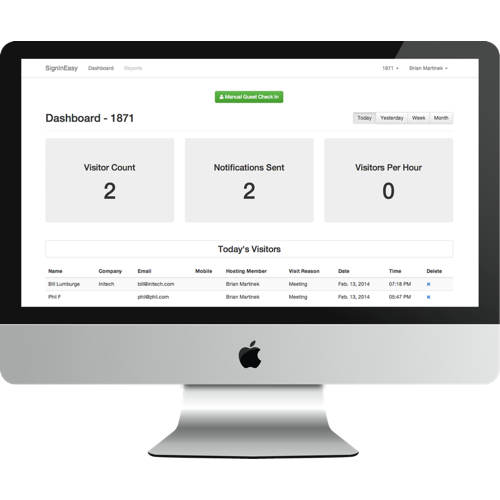 SignInEasy Dashboard Reports 1871 Brian Martinek
Manual Guest Check In
Dashboard - 1871 Today Yesterday Week Month
Visitor Count Notifications Sent Visitors Per Hour
2 2 0
Today's Visitors
Name Company Email Mobile Hosting Member Visit Reason Date Time Delete
Bill Lumburge Initech bill@initech.com Brian Martinek Meeting Feb. 13, 2014 07:18 PM
Phil F phil@phil.com Brian Martinek Meeting Feb. 13, 2014 05:47 PM